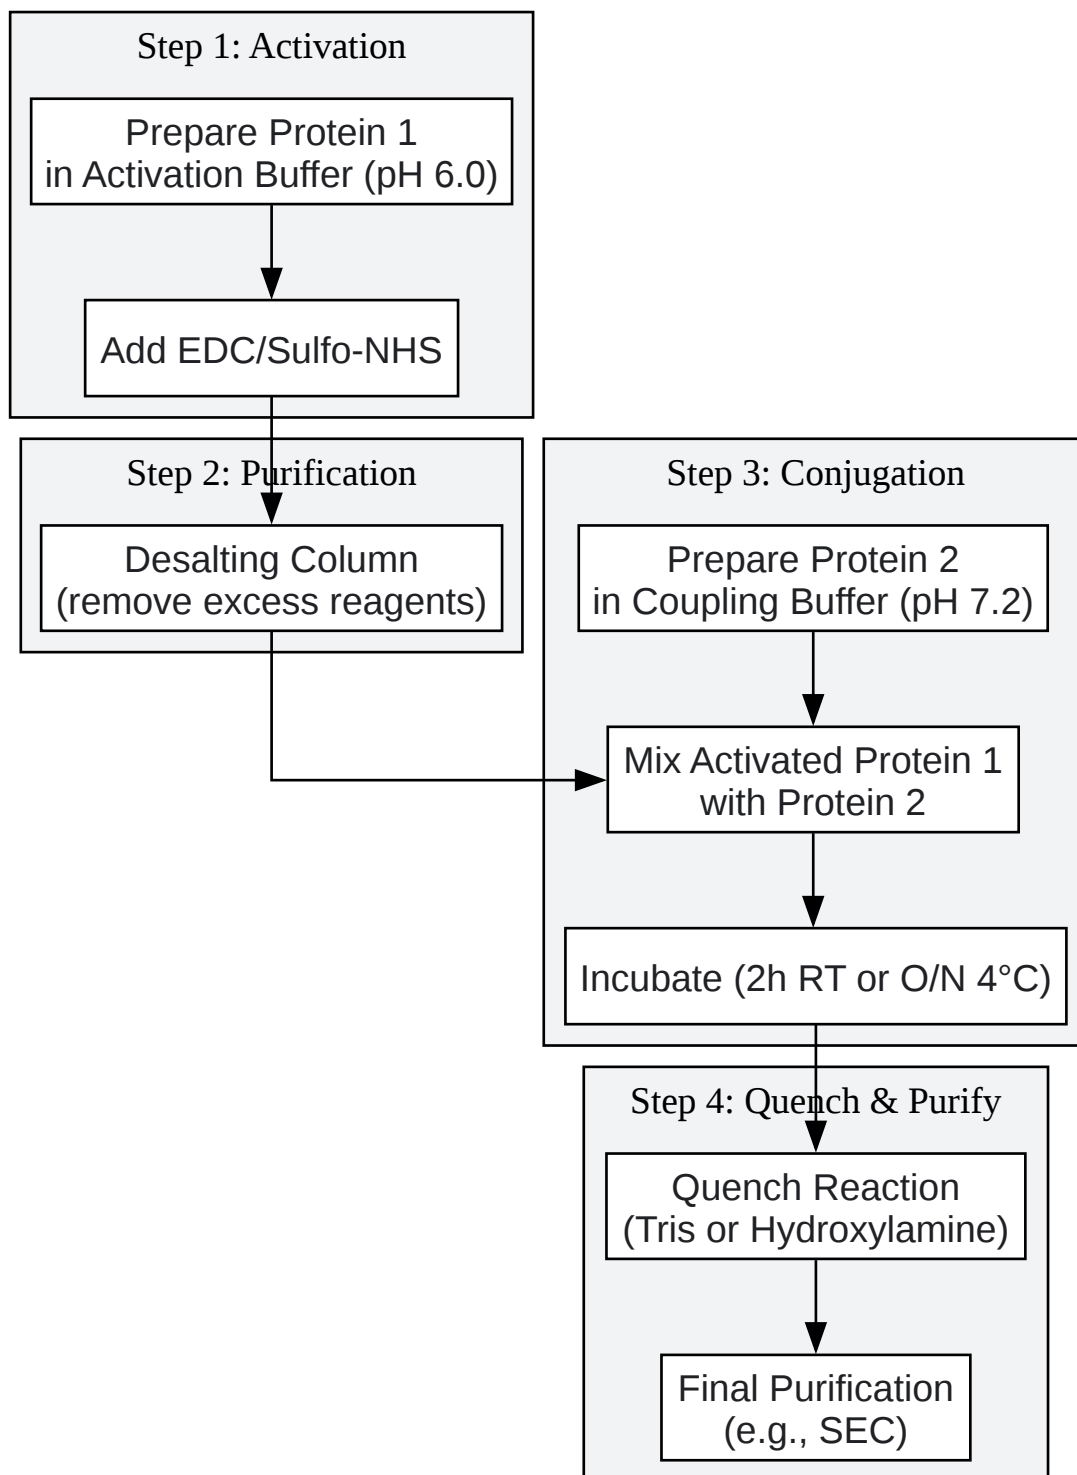 Step 1: Activation
Prepare Protein 1
in Activation Buffer (pH 6.0)
Add EDC/Sulfo-NHS
Step 2: Purification
Desalting Column
(remove excess reagents)
Step 3: Conjugation
Prepare Protein 2
in Coupling Buffer (pH 7.2)
Mix Activated Protein 1
with Protein 2
Incubate (2h RT or O/N 4°C)
Step 4: Quench & Purify
Quench Reaction
(Tris or Hydroxylamine)
Final Purification
(e.g., SEC)